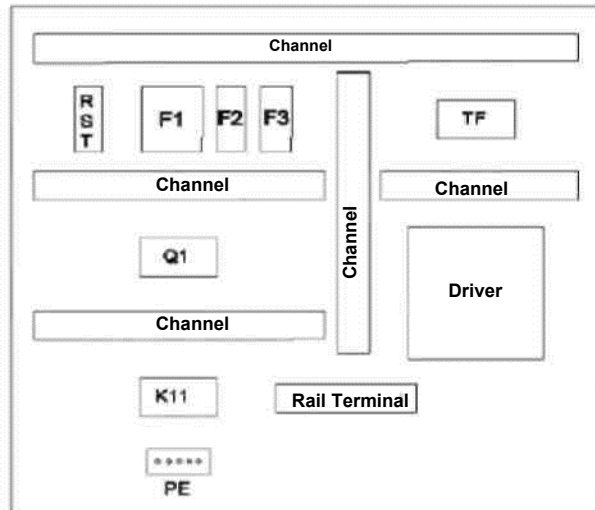 Channel
R
S
T
F1
F2
F3
TF
Channel
Channel
Channel
Q1
Driver
Channel
K11
Rail Terminal
PE